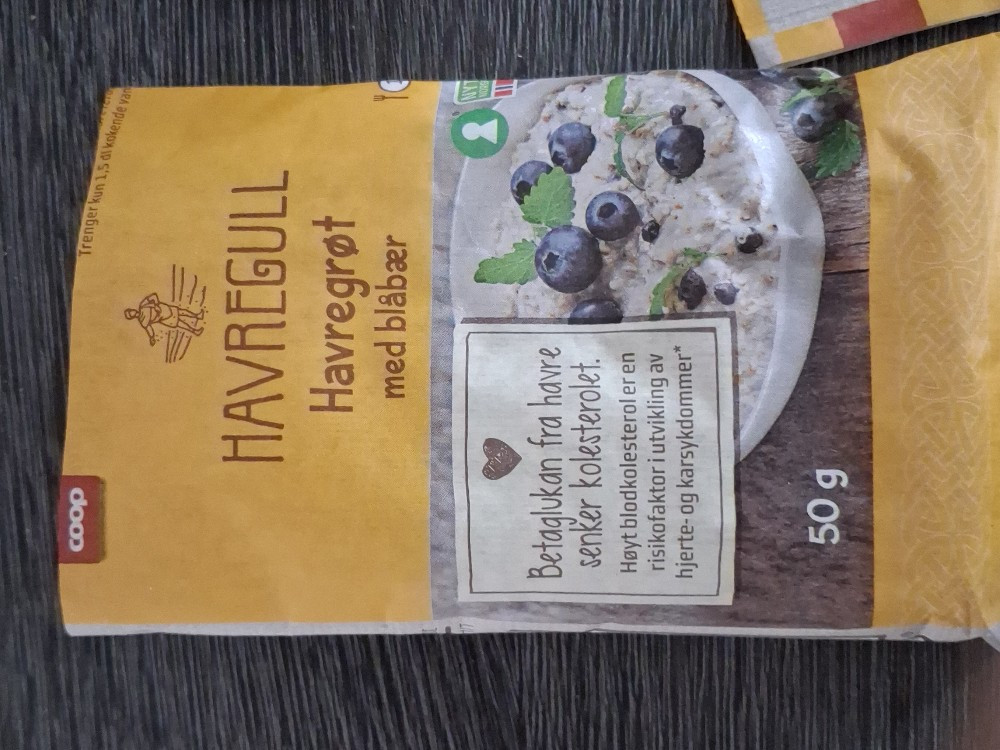 coop
Trenger kun 1,5 dl kokende
HAVREGULL
Havregrøt
med blåbær
Betaglukan fra havre
senker kolesterolet.
Høyt blodkolesterol er en
risikofaktor i utvikling av
hjerte- og karsykdommer*
50 g